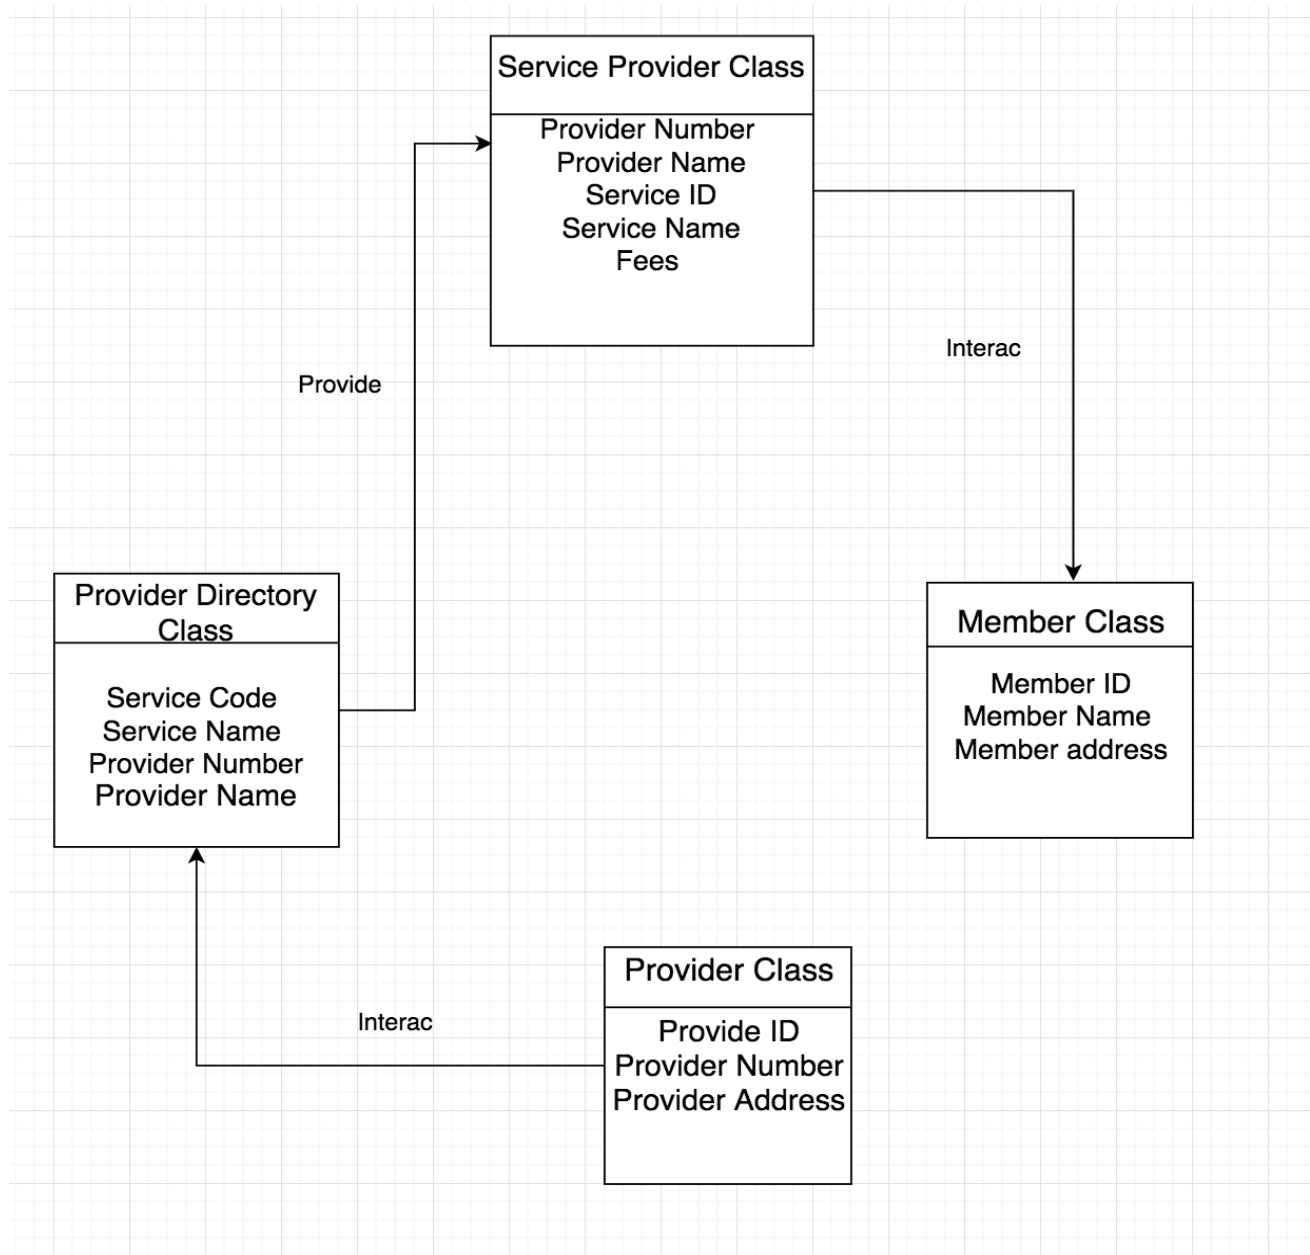 Service Provider Class
Provider Number
Provider Name
Service ID
Service Name
Fees
Interac
Provide
Provider Directory
Class
Service Code
Service Name
Provider Number
Provider Name
Member Class
Member ID
Member Name
Member address
Provider Class
Provide ID
Provider Number
Provider Address
Interac